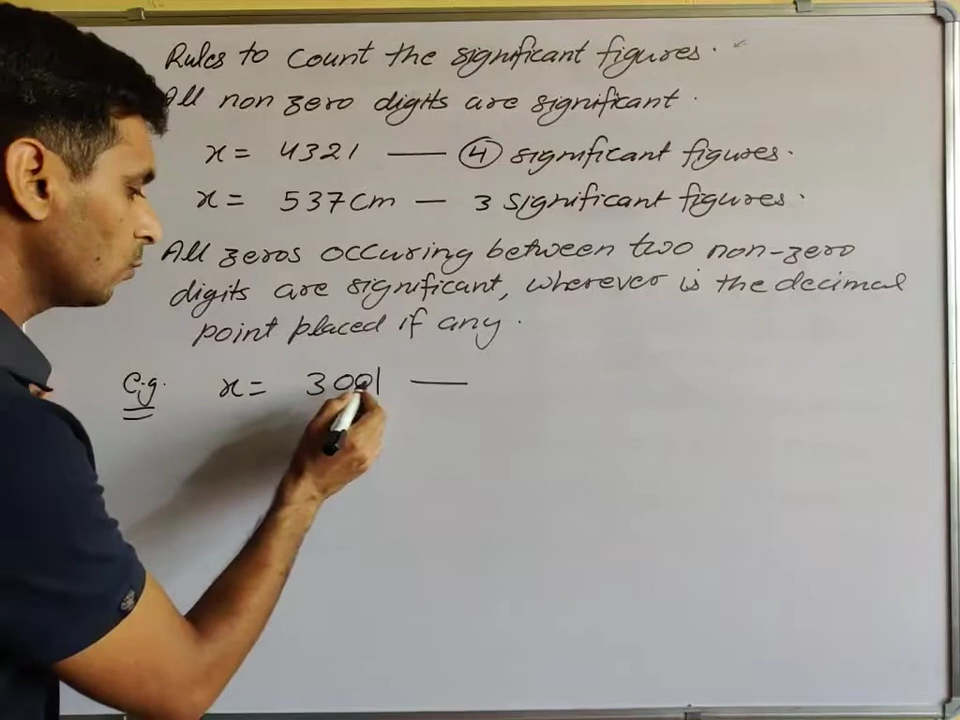 Rules to count the significant figures.
All non zero digits are significant.
x = 4321 — 4 significant figures.
x = 537cm — 3 significant figures.
All zeros occuring between two non-zero
digits are significant, wherever is the decimal
point placed if any.
e.g. x = 3001 —